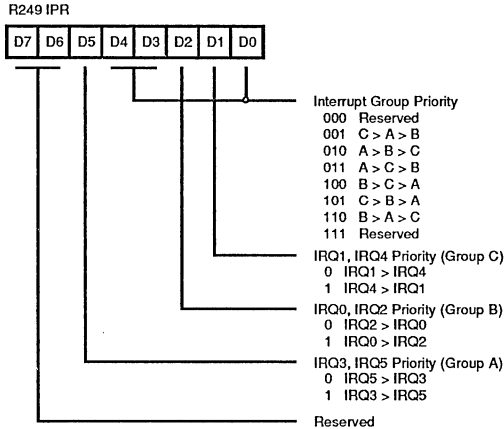 R249 IPR
D7 D6 D5 D4 D3 D2 D1 D0
Interrupt Group Priority
000 Reserved
001 C > A > B
010 A > B > C
011 A > C > B
100 B > C > A
101 C > B > A
110 B > A > C
111 Reserved
IRQ1, IRQ4 Priority (Group C)
0 IRQ1 > IRQ4
1 IRQ4 > IRQ1
IRQ0, IRQ2 Priority (Group B)
0 IRQ2 > IRQ0
1 IRQ0 > IRQ2
IRQ3, IRQ5 Priority (Group A)
0 IRQ5 > IRQ3
1 IRQ3 > IRQ5
Reserved